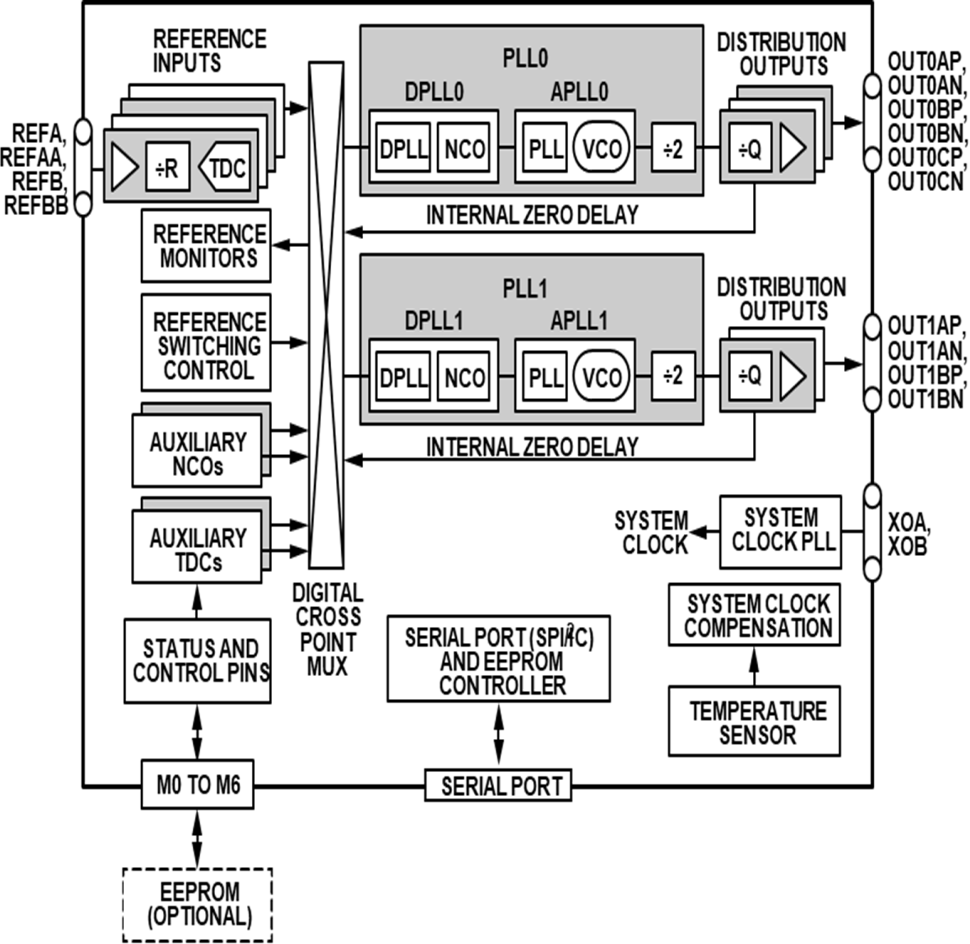 REFERENCE
INPUTS
REFA,
REFAA,
REFB,
REFBB
÷R
TDC
REFERENCE
MONITORS
REFERENCE
SWITCHING
CONTROL
AUXILIARY
NCOs
AUXILIARY
TDCs
STATUS AND
CONTROL PINS
M0 TO M6
EEPROM
(OPTIONAL)
DIGITAL
CROSS
POINT
MUX
PLL0
DPLL0
APLL0
DPLL
NCO
PLL
VCO
÷2
INTERNAL ZERO DELAY
DISTRIBUTION
OUTPUTS
÷Q
OUT0AP,
OUT0AN,
OUT0BP,
OUT0BN,
OUT0CP,
OUT0CN
PLL1
DPLL1
APLL1
DPLL
NCO
PLL
VCO
÷2
INTERNAL ZERO DELAY
DISTRIBUTION
OUTPUTS
÷Q
OUT1AP,
OUT1AN,
OUT1BP,
OUT1BN
SYSTEM
CLOCK
SYSTEM
CLOCK PLL
XOA,
XOB
SYSTEM CLOCK
COMPENSATION
TEMPERATURE
SENSOR
SERIAL PORT
AND EEPROM
CONTROLLER
SERIAL PORT